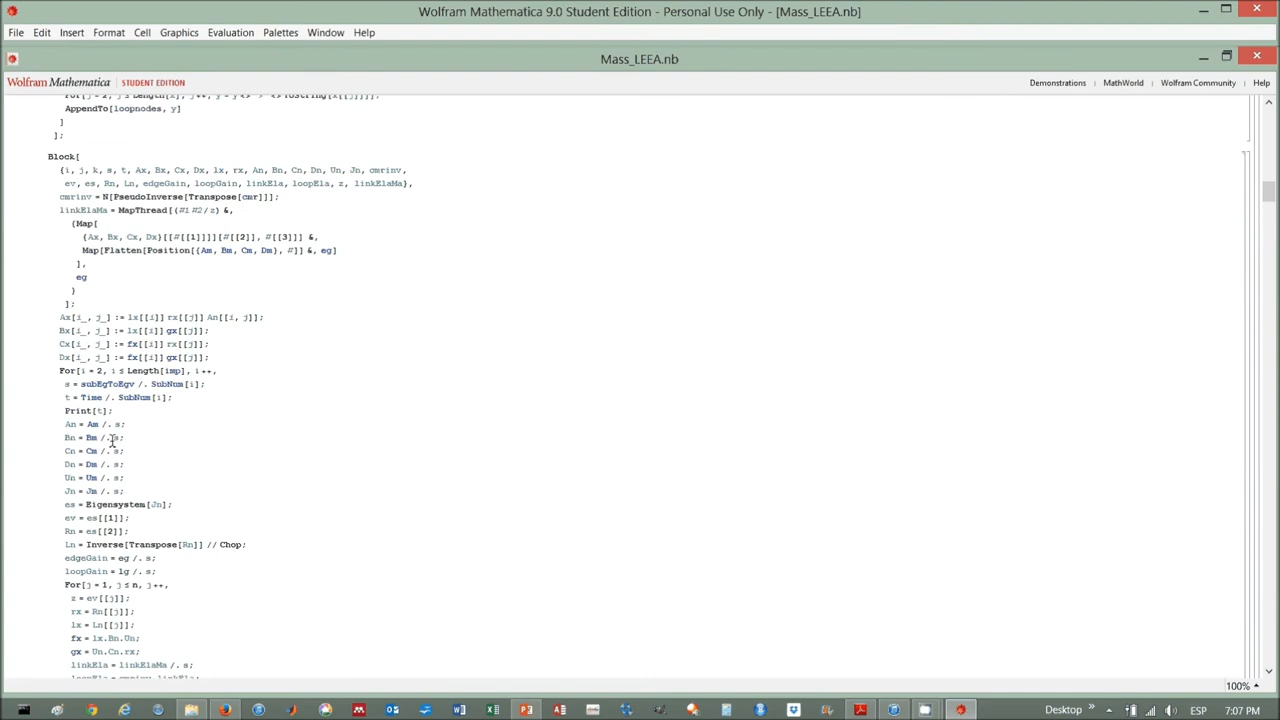 Wolfram Mathematica 9.0 Student Edition - Personal Use Only - [Mass_LEEA.nb]
File Edit Insert Format Cell Graphics Evaluation Palettes Window Help
Mass_LEEA.nb
Wolfram Mathematica | STUDENT EDITION
Demonstrations | MathWorld | Wolfram Community | Help
AppendTo[loopnodes, y]
]
];
Block[
{i, j, k, s, t, Ax, Bx, Cx, Dx, lx, rx, An, Bn, Cn, Dn, Un, Jn, cmrinv,
ev, es, Rn, Ln, edgeGain, loopGain, linkEla, loopEla, z, linkElaMa},
cmrinv = N[PseudoInverse[Transpose[cmr]]];
linkElaMa = MapThread[(#1 #2/z) &,
{Map[
{Ax, Bx, Cx, Dx}[[#[[1]]]][#[[2]], #[[3]]] &,
Map[Flatten[Position[{Am, Bm, Cm, Dm}, #]] &, eg]
],
eg
}
];
Ax[i_, j_] := lx[[i]] rx[[j]] An[[i, j]];
Bx[i_, j_] := lx[[i]] gx[[j]];
Cx[i_, j_] := fx[[i]] rx[[j]];
Dx[i_, j_] := fx[[i]] gx[[j]];
For[i = 2, i ≤ Length[imp], i++,
s = subEgToEgv /. SubNum[i];
t = Time /. SubNum[i];
Print[t];
An = Am /. s;
Bn = Bm /. s;
Cn = Cm /. s;
Dn = Dm /. s;
Un = Um /. s;
Jn = Jm /. s;
es = Eigensystem[Jn];
ev = es[[1]];
Rn = es[[2]];
Ln = Inverse[Transpose[Rn]] // Chop;
edgeGain = eg /. s;
loopGain = lg /. s;
For[j = 1, j ≤ n, j++,
z = ev[[j]];
rx = Rn[[j]];
lx = Ln[[j]];
fx = lx.Bn.Un;
gx = Un.Cn.rx;
linkEla = linkElaMa /. s;
100%
Desktop ESP 7:07 PM